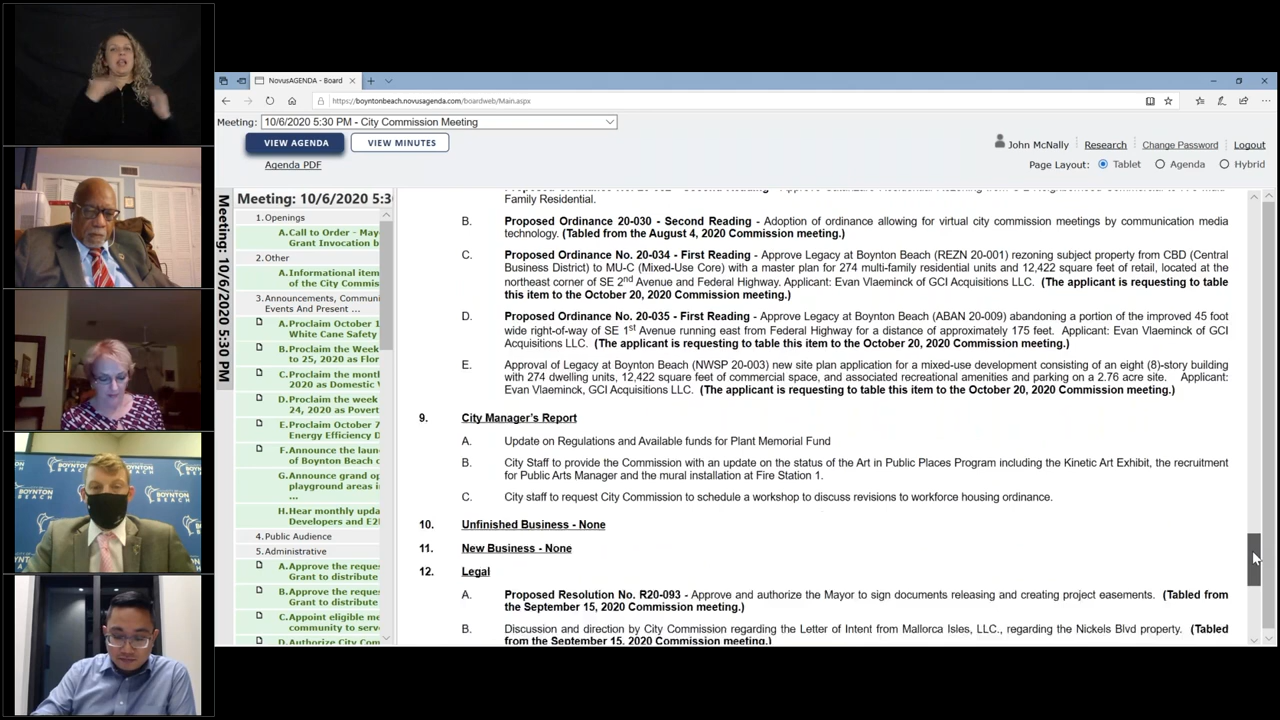 NovusAGENDA - Board
https://boyntonbeach.novusagenda.com/boardweb/Main.aspx
Meeting: 10/6/2020 5:30 PM - City Commission Meeting
VIEW AGENDA VIEW MINUTES
Agenda PDF
John McNally Research Change Password Logout
Page Layout: Tablet Agenda Hybrid
Meeting: 10/6/2020 5:30 PM
Meeting: 10/6/2020 5:3
1.Openings
A.Call to Order - May
Grant Invocation b
2.Other
A.Informational item
of the City Commis
3.Announcements, Communi
Events And Present ...
A.Proclaim October 1
White Cane Safety
B.Proclaim the Week
to 25, 2020 as Flor
C.Proclaim the mont
2020 as Domestic V
D.Proclaim the week
24, 2020 as Povert
E.Proclaim October 7
Energy Efficiency D
F.Announce the laun
of Boynton Beach c
G.Announce grand op
playground areas i
...
H.Hear monthly upda
Developers and E2
4.Public Audience
5.Administrative
A.Approve the reques
Grant to distribute
B.Approve the reques
Grant to distribute
C.Appoint eligible me
community to serv
D.Authorize City Com
Family Residential.
B. Proposed Ordinance 20-030 - Second Reading - Adoption of ordinance allowing for virtual city commission meetings by communication media
technology. (Tabled from the August 4, 2020 Commission meeting.)
C. Proposed Ordinance No. 20-034 - First Reading - Approve Legacy at Boynton Beach (REZN 20-001) rezoning subject property from CBD (Central
Business District) to MU-C (Mixed-Use Core) with a master plan for 274 multi-family residential units and 12,422 square feet of retail, located at the
northeast corner of SE 2nd Avenue and Federal Highway. Applicant: Evan Vlaeminck of GCI Acquisitions LLC. (The applicant is requesting to table
this item to the October 20, 2020 Commission meeting.)
D. Proposed Ordinance No. 20-035 - First Reading - Approve Legacy at Boynton Beach (ABAN 20-009) abandoning a portion of the improved 45 foot
wide right-of-way of SE 1st Avenue running east from Federal Highway for a distance of approximately 175 feet. Applicant: Evan Vlaeminck of GCI
Acquisitions LLC. (The applicant is requesting to table this item to the October 20, 2020 Commission meeting.)
E. Approval of Legacy at Boynton Beach (NWSP 20-003) new site plan application for a mixed-use development consisting of an eight (8)-story building
with 274 dwelling units, 12,422 square feet of commercial space, and associated recreational amenities and parking on a 2.76 acre site. Applicant:
Evan Vlaeminck, GCI Acquisitions LLC. (The applicant is requesting to table this item to the October 20, 2020 Commission meeting.)
9. City Manager's Report
A. Update on Regulations and Available funds for Plant Memorial Fund
B. City Staff to provide the Commission with an update on the status of the Art in Public Places Program including the Kinetic Art Exhibit, the recruitment
for Public Arts Manager and the mural installation at Fire Station 1.
C. City staff to request City Commission to schedule a workshop to discuss revisions to workforce housing ordinance.
10. Unfinished Business - None
11. New Business - None
12. Legal
A. Proposed Resolution No. R20-093 - Approve and authorize the Mayor to sign documents releasing and creating project easements. (Tabled from
the September 15, 2020 Commission meeting.)
B. Discussion and direction by City Commission regarding the Letter of Intent from Mallorca Isles, LLC., regarding the Nickels Blvd property. (Tabled
from the September 15, 2020 Commission meeting.)